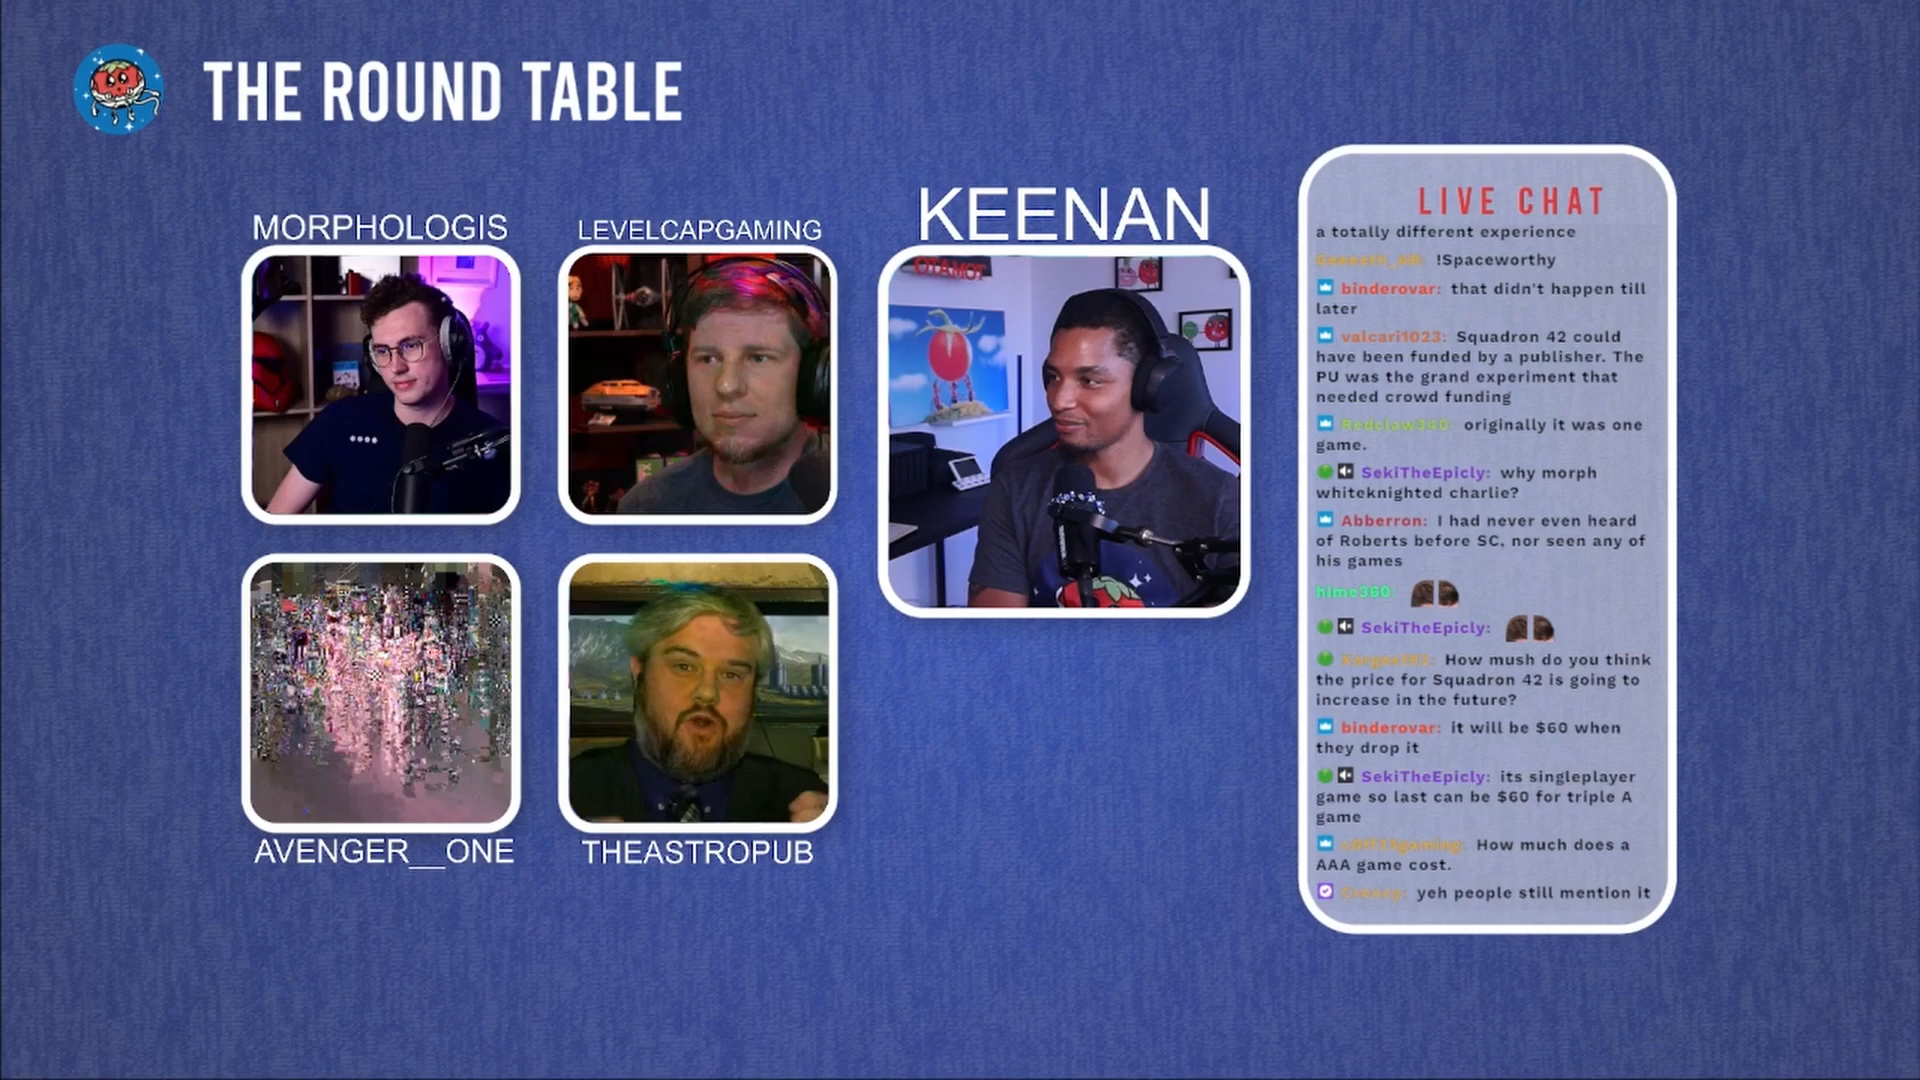 THE ROUND TABLE
MORPHOLOGIS
LEVELCAPGAMING
KEENAN
AVENGER__ONE
THEASTROPUB
LIVE CHAT
a totally different experience
!Spaceworthy
binderovar: that didn't happen till
later
valcari1023: Squadron 42 could
have been funded by a publisher. The
PU was the grand experiment that
needed crowd funding
Redclaw340 originally it was one
game.
SekiTheEpicly: why morph
whiteknighted charlie?
Abberron: I had never even heard
of Roberts before SC, nor seen any of
his games
hime360:
SekiTheEpicly:
How mush do you think
the price for Squadron 42 is going to
increase in the future?
binderovar: it will be $60 when
they drop it
SekiTheEpicly: its singleplayer
game so last can be $60 for triple A
game
How much does a
AAA game cost.
yeh people still mention it